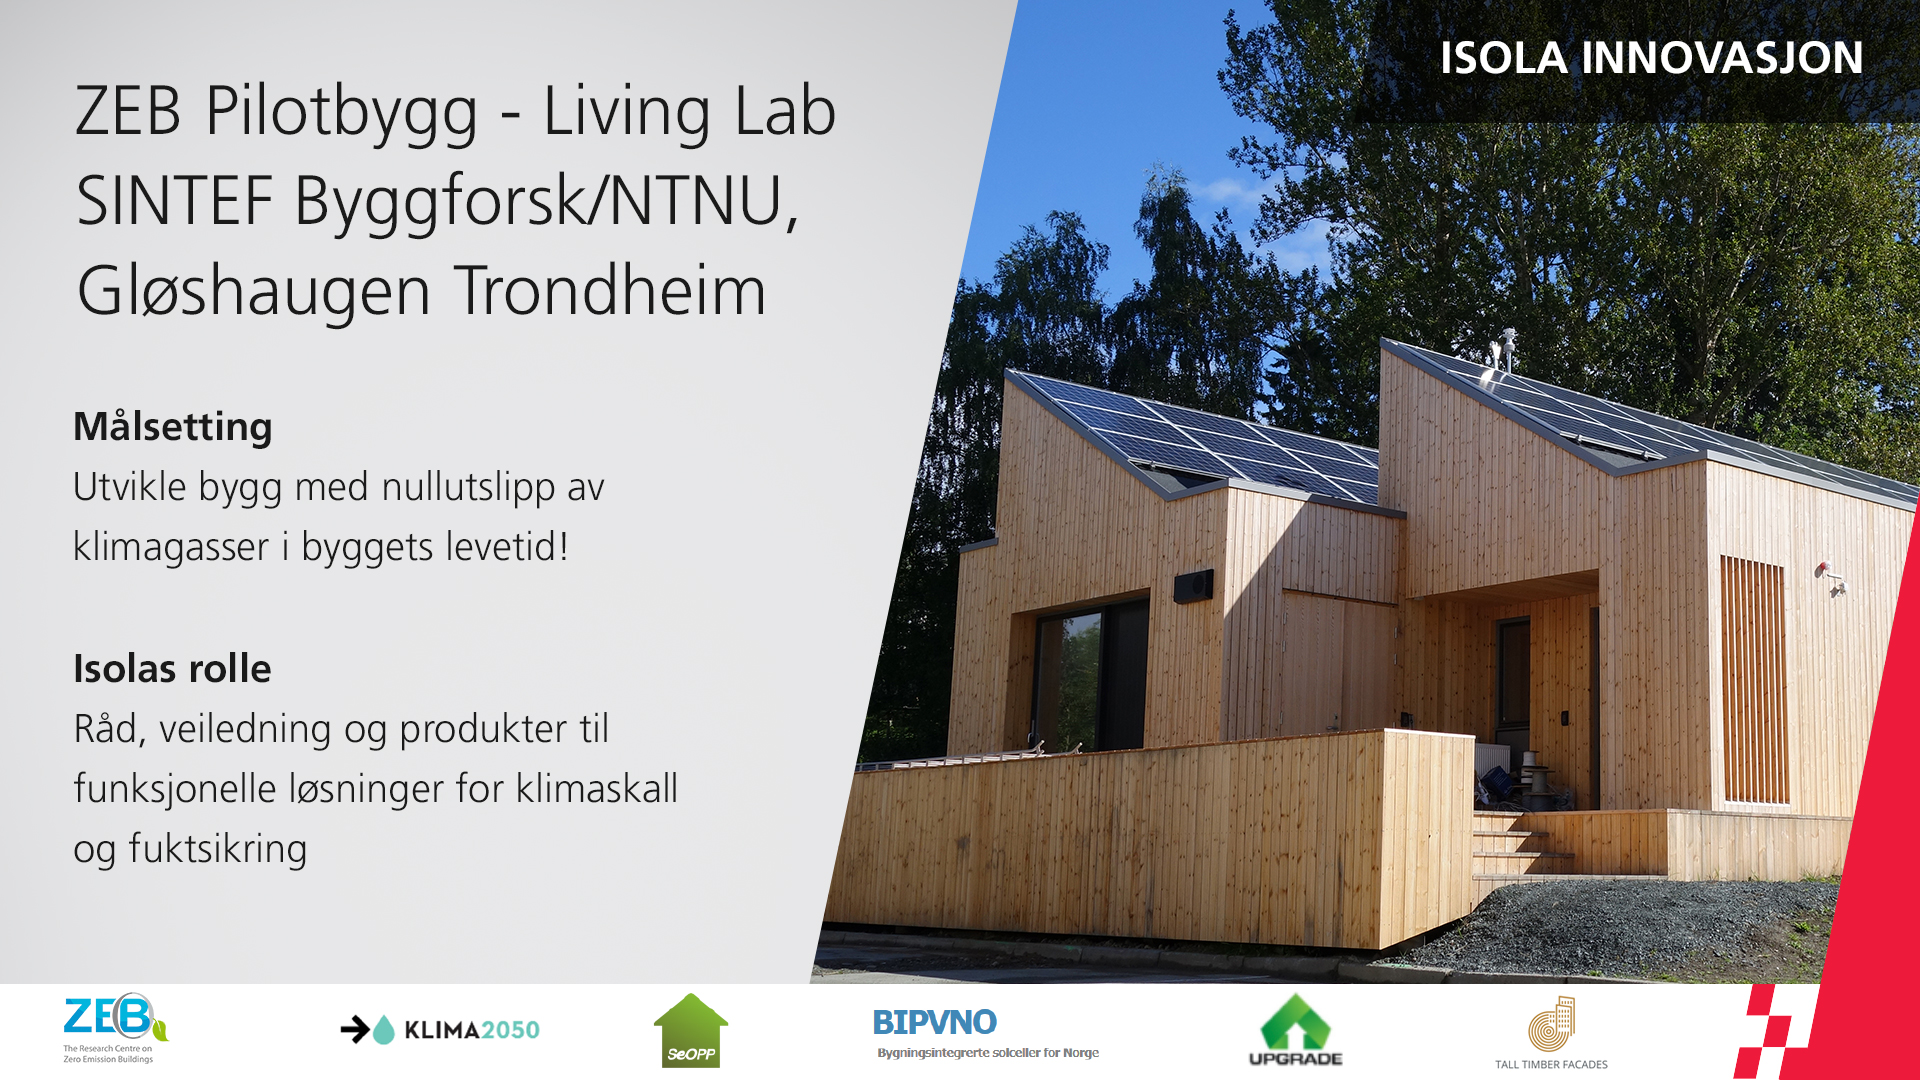 ISOLA INNOVASJON
ZEB Pilotbygg - Living Lab
SINTEF Byggforsk/NTNU,
Gløshaugen Trondheim
Målsetting
Utvikle bygg med nullutslipp av
klimagasser i byggets levetid!
Isolas rolle
Råd, veiledning og produkter til
funksjonelle løsninger for klimaskall
og fuktsikring
ZEB
The Research Centre on
Zero Emission Buildings
KLIMA2050
SeOPP
BIPVNO
Bygningsintegrerte solceller for Norge
UPGRADE
TALL TIMBER FACADES